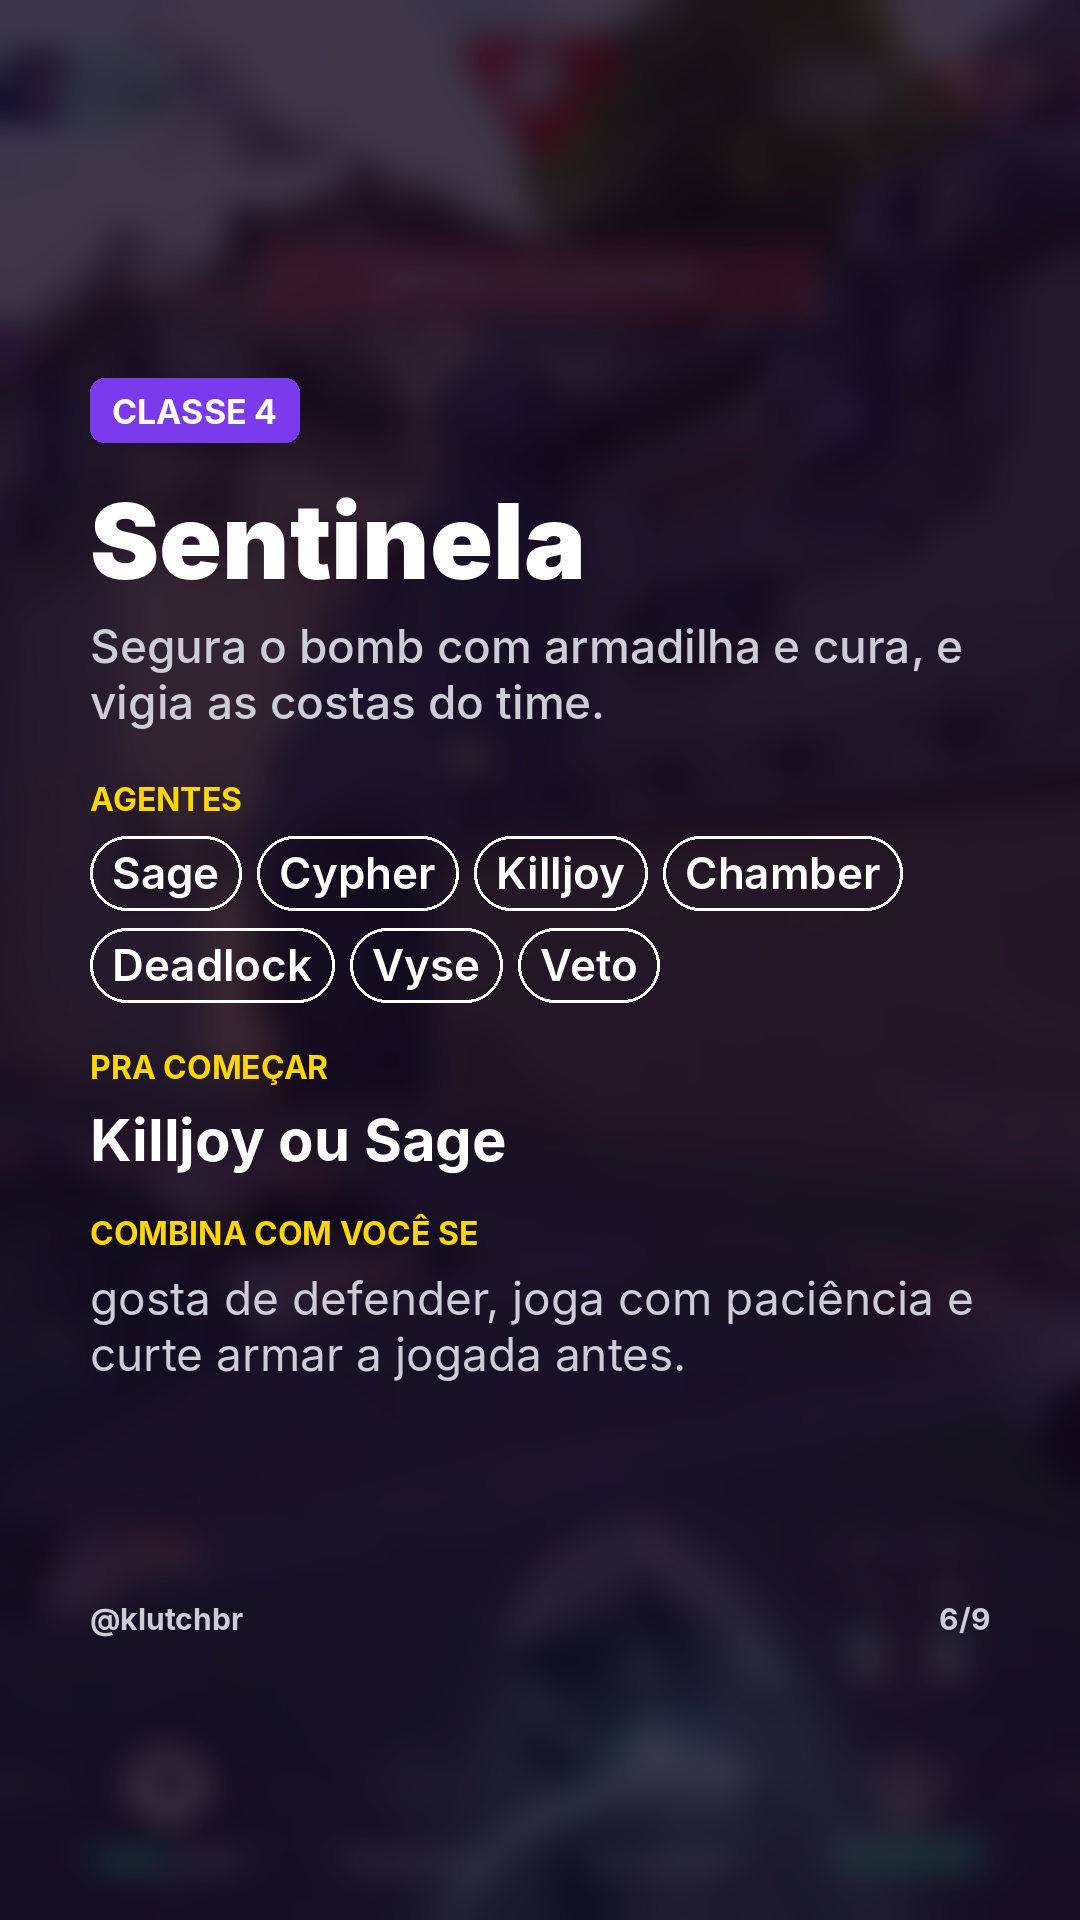 CLASSE 4
Sentinela
Segura o bomb com armadilha e cura, e
vigia as costas do time.
AGENTES
Sage Cypher Killjoy Chamber
Deadlock Vyse Veto
PRA COMEÇAR
Killjoy ou Sage
COMBINA COM VOCÊ SE
gosta de defender, joga com paciência e
curte armar a jogada antes.
@klutchbr 6/9